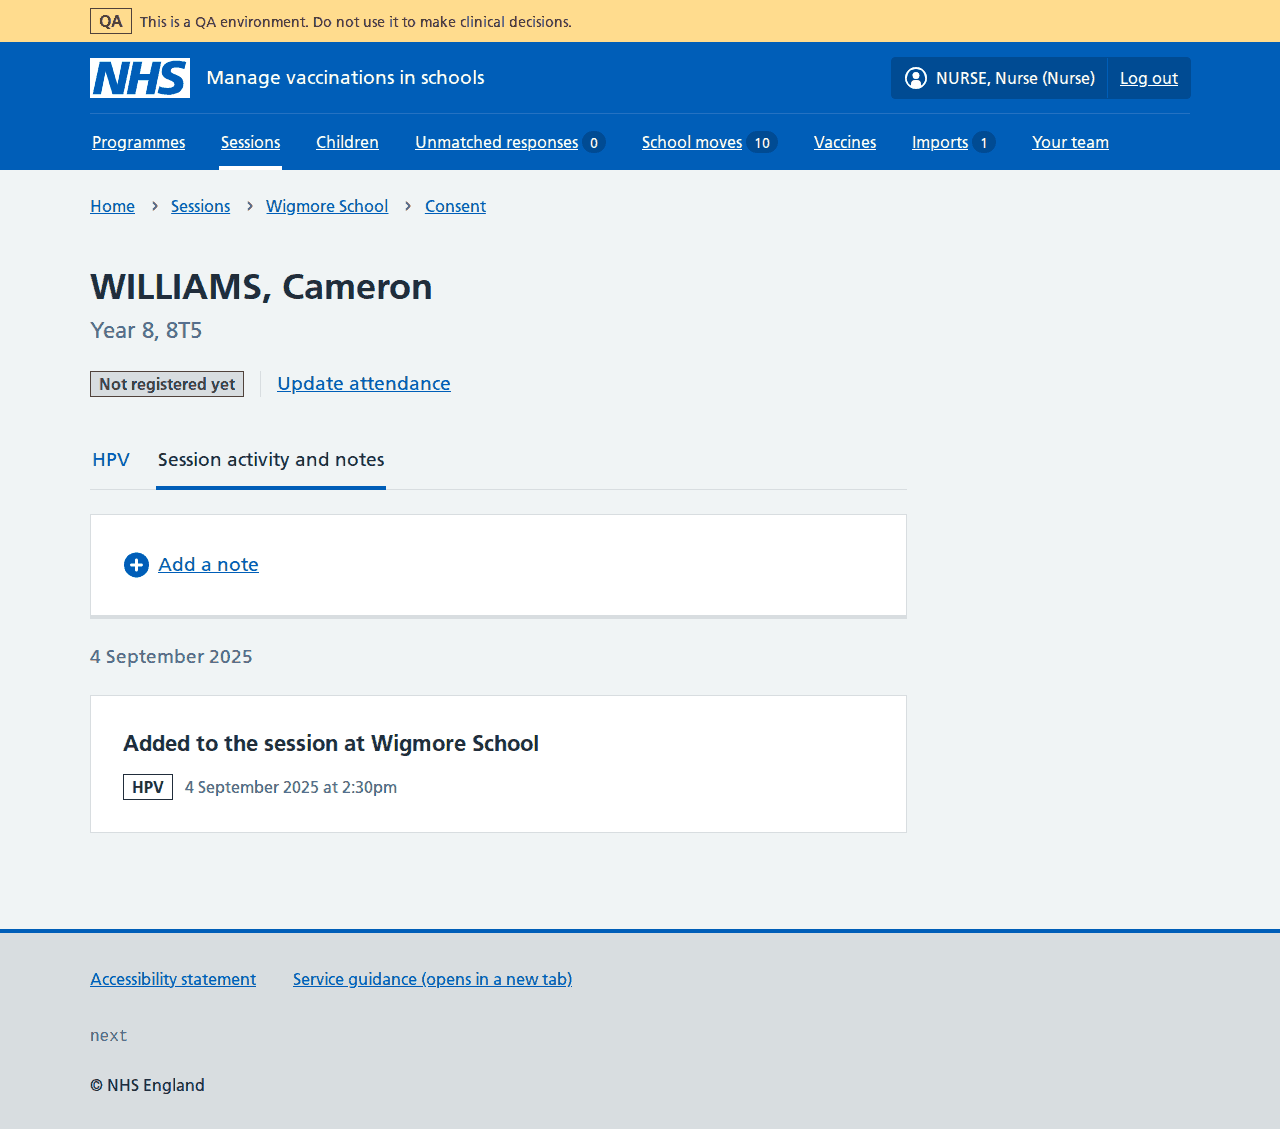 QA This is a QA environment. Do not use it to make clinical decisions.
NHS Manage vaccinations in schools NURSE, Nurse (Nurse) Log out
Programmes Sessions Children Unmatched responses 0 School moves 10 Vaccines Imports 1 Your team
Home › Sessions › Wigmore School › Consent
WILLIAMS, Cameron
Year 8, 8T5
Not registered yet Update attendance
HPV Session activity and notes
Add a note
4 September 2025
Added to the session at Wigmore School
HPV 4 September 2025 at 2:30pm
Accessibility statement Service guidance (opens in a new tab)
next
© NHS England